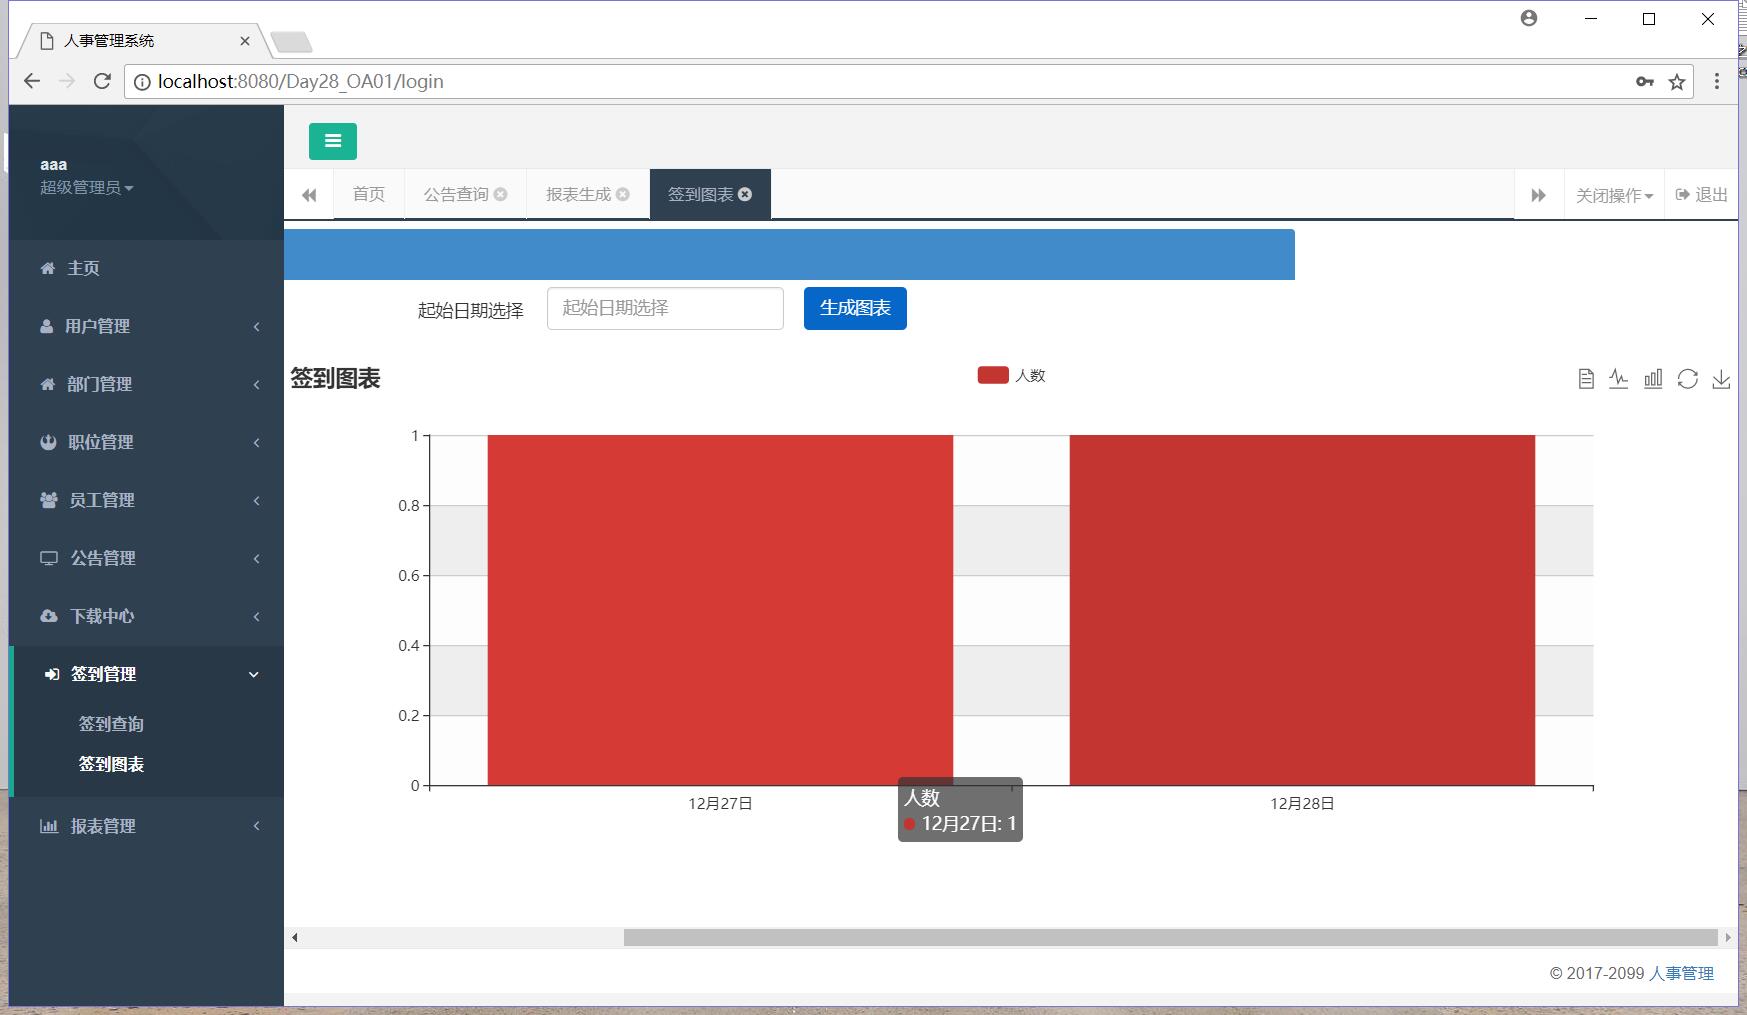 人事管理系统
localhost:8080/Day28_OA01/login
aaa
超级管理员
主页
用户管理
部门管理
职位管理
员工管理
公告管理
下载中心
签到管理
签到查询
签到图表
报表管理
首页
公告查询
报表生成
签到图表
关闭操作
退出
起始日期选择
起始日期选择
生成图表
签到图表
人数
1
0.8
0.6
0.4
0.2
0
12月27日
12月28日
人数
12月27日: 1
© 2017-2099 人事管理